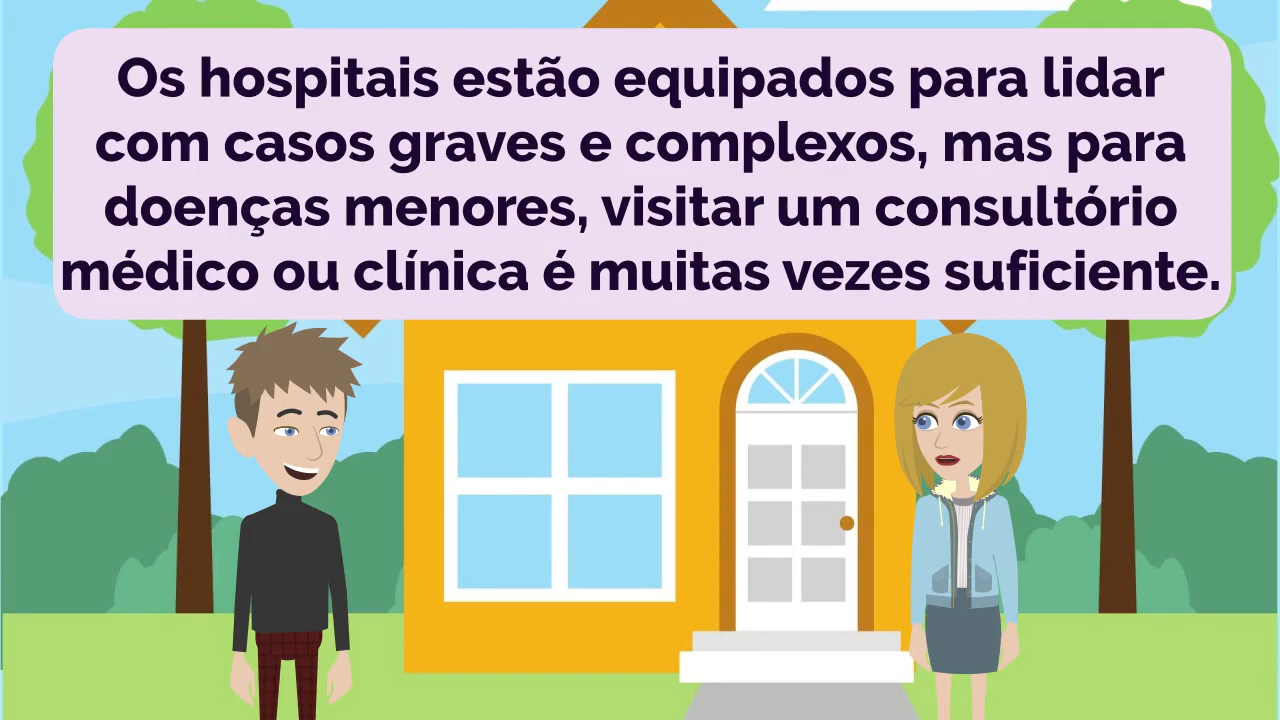 Os hospitais estão equipados para lidar
com casos graves e complexos, mas para
doenças menores, visitar um consultório
médico ou clínica é muitas vezes suficiente.